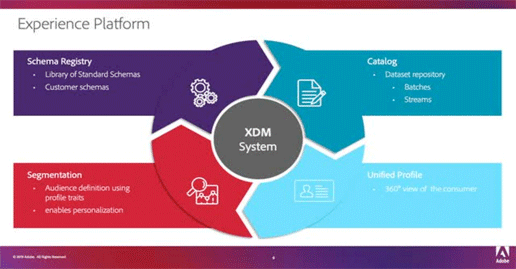 Experience Platform
Schema Registry
• Library of Standard Schemas
• Customer schemas
Catalog
• Dataset repository
• Batches
• Streams
XDM
System
Segmentation
• Audience definition using
profile traits
• enables personalization
Unified Profile
• 360° view of the consumer
© 2019 Adobe. All Rights Reserved.
Adobe